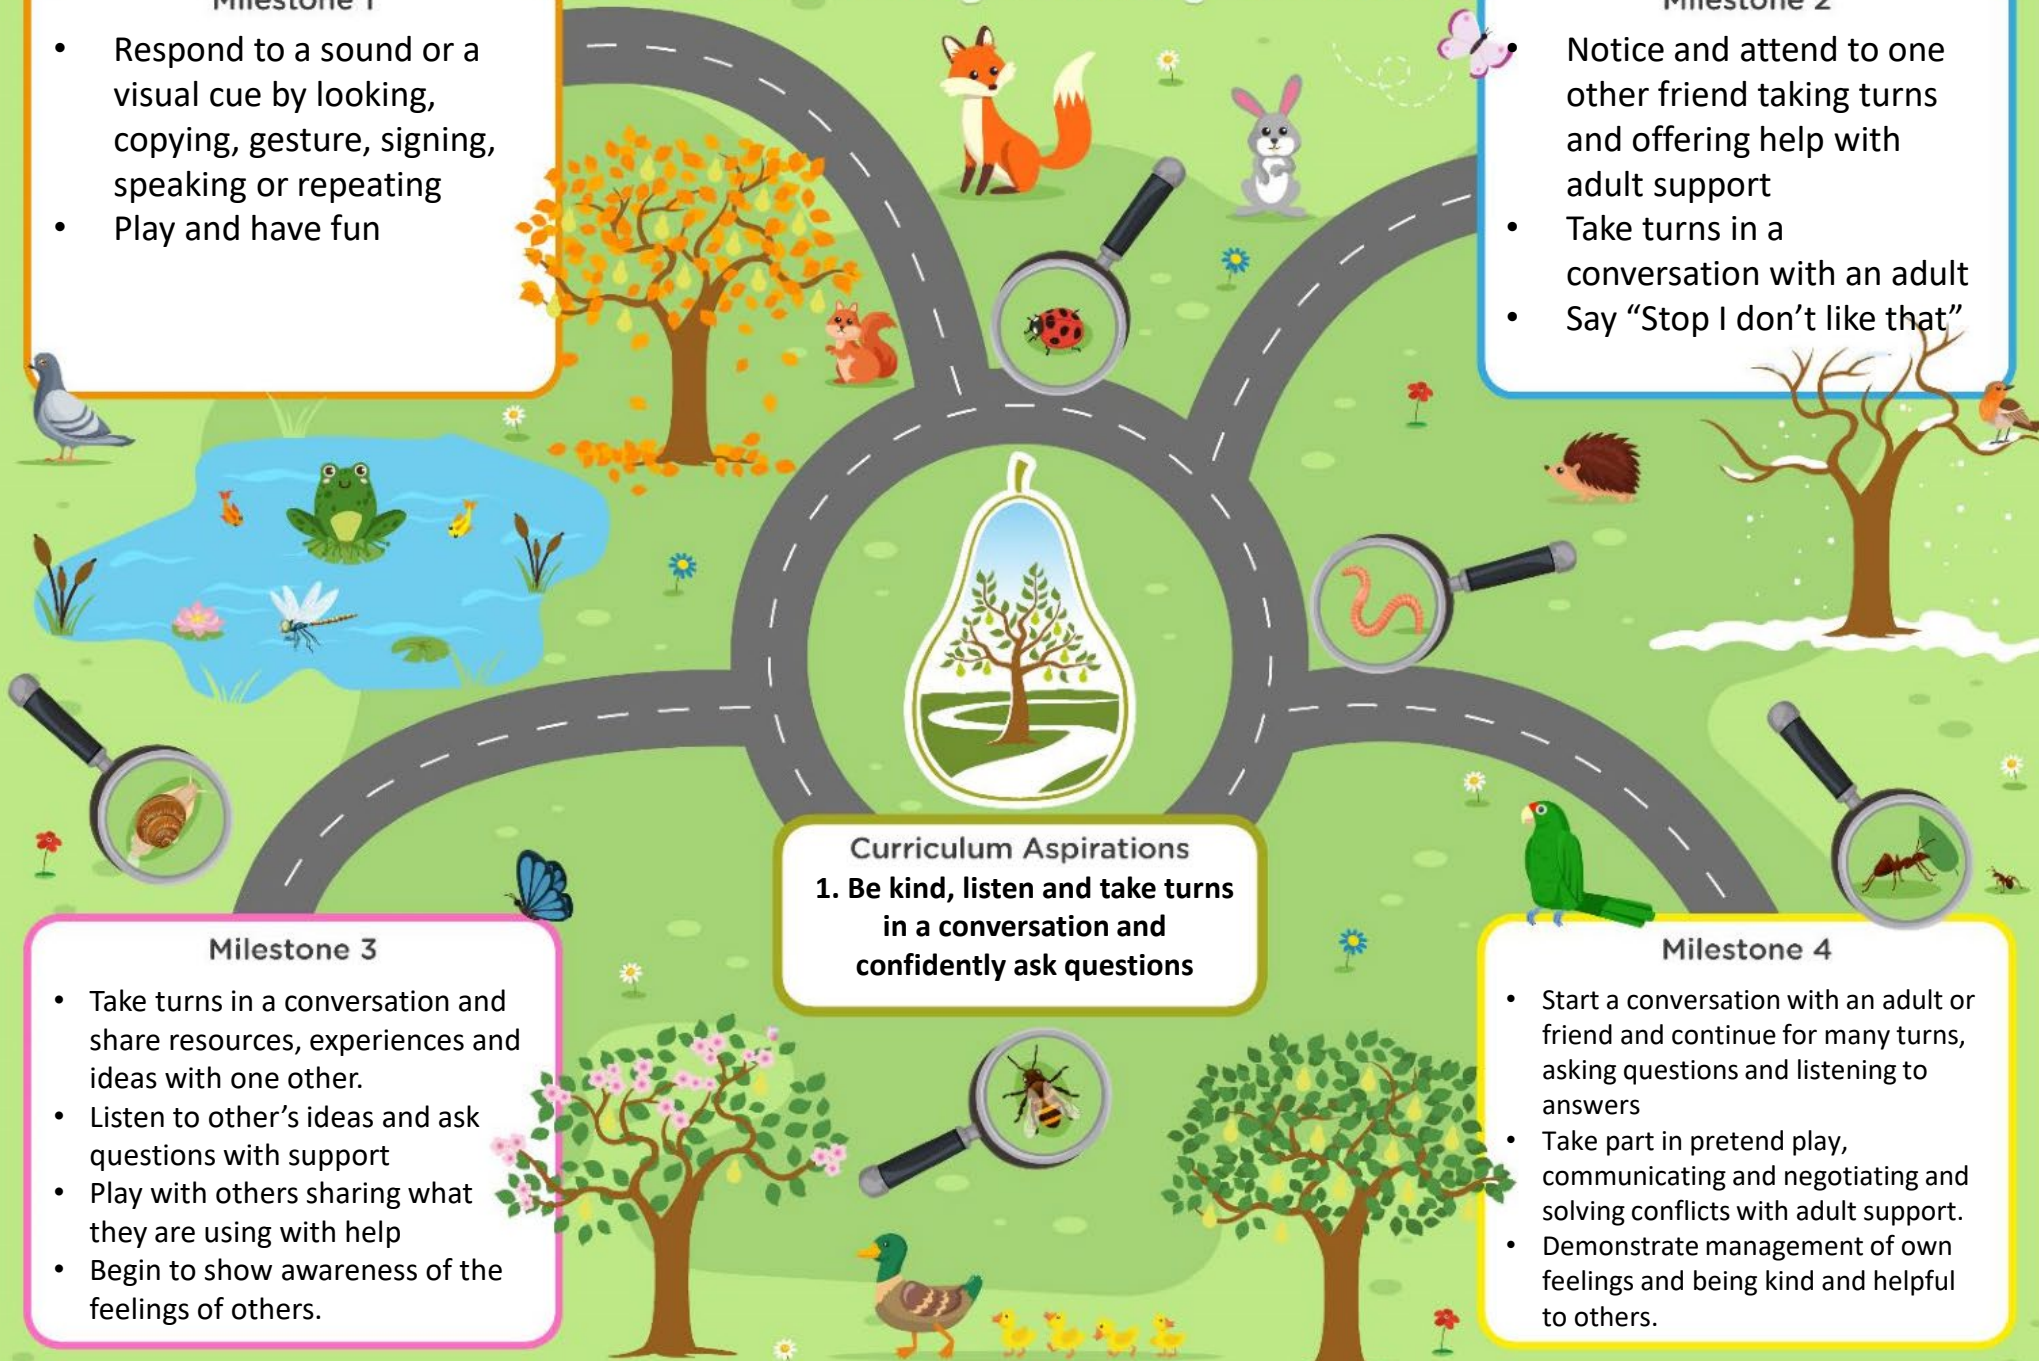 Milestone 1
• Respond to a sound or a
visual cue by looking,
copying, gesture, signing,
speaking or repeating
• Play and have fun
Milestone 2
• Notice and attend to one
other friend taking turns
and offering help with
adult support
• Take turns in a
conversation with an adult
• Say “Stop I don’t like that”
Curriculum Aspirations
1. Be kind, listen and take turns
in a conversation and
confidently ask questions
Milestone 3
• Take turns in a conversation and
share resources, experiences and
ideas with one other.
• Listen to other’s ideas and ask
questions with support
• Play with others sharing what
they are using with help
• Begin to show awareness of the
feelings of others.
Milestone 4
• Start a conversation with an adult or
friend and continue for many turns,
asking questions and listening to
answers
• Take part in pretend play,
communicating and negotiating and
solving conflicts with adult support.
• Demonstrate management of own
feelings and being kind and helpful
to others.